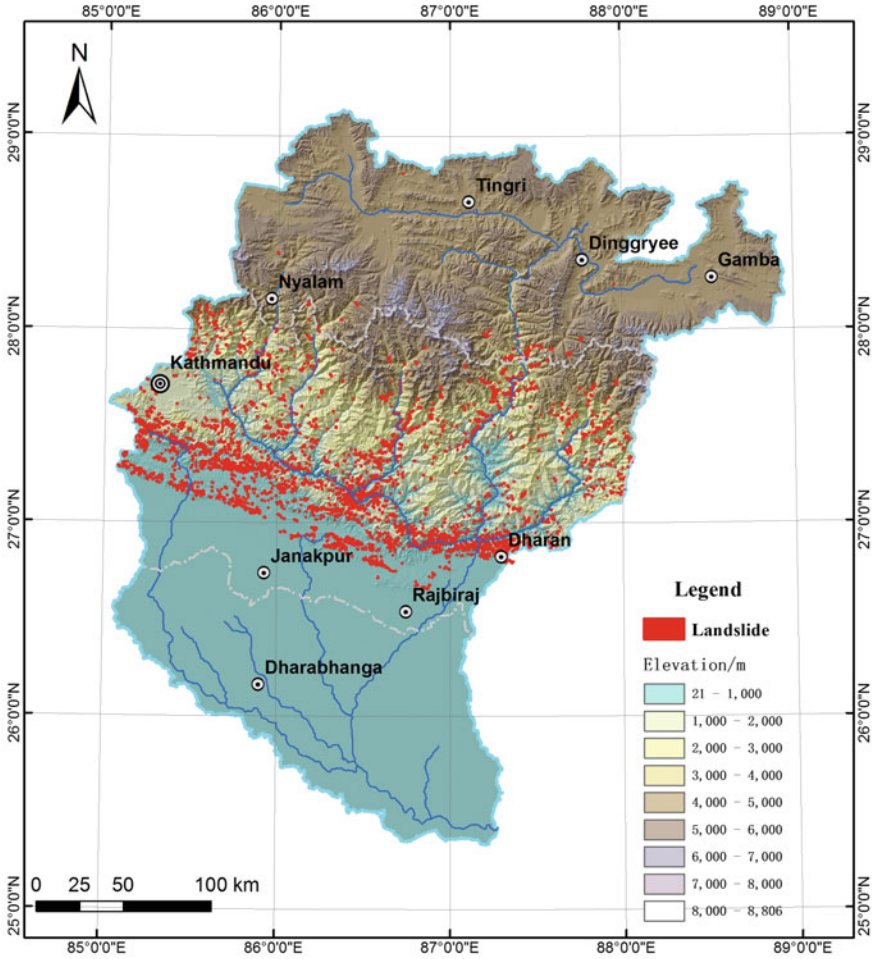 85°0'0"E 86°0'0"E 87°0'0"E 88°0'0"E 89°0'0"E
N
29°0'0"N 29°0'0"N
Tingri
Dinggryee
Gamba
Nyalam
28°0'0"N 28°0'0"N
Kathmandu
27°0'0"N 27°0'0"N
Dharan
Janakpur
Rajbiraj
Dharabhanga
26°0'0"N 26°0'0"N
25°0'0"N 25°0'0"N
Legend
Landslide
Elevation/m
21 - 1,000
1,000 - 2,000
2,000 - 3,000
3,000 - 4,000
4,000 - 5,000
5,000 - 6,000
6,000 - 7,000
7,000 - 8,000
8,000 - 8,806
0 25 50 100 km
85°0'0"E 86°0'0"E 87°0'0"E 88°0'0"E 89°0'0"E